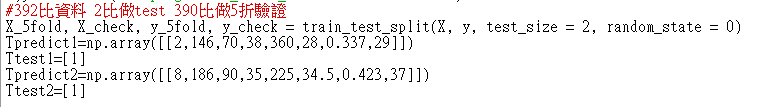 #392比資料 2比做test 390比做5折驗證
X_5fold, X_check, y_5fold, y_check = train_test_split(X, y, test_size = 2, random_state = 0)
Tpredict1=np.array([[2,146,70,38,360,28,0.337,29]])
Ttest1=[1]
Tpredict2=np.array([[8,186,90,35,225,34.5,0.423,37]])
Ttest2=[1]